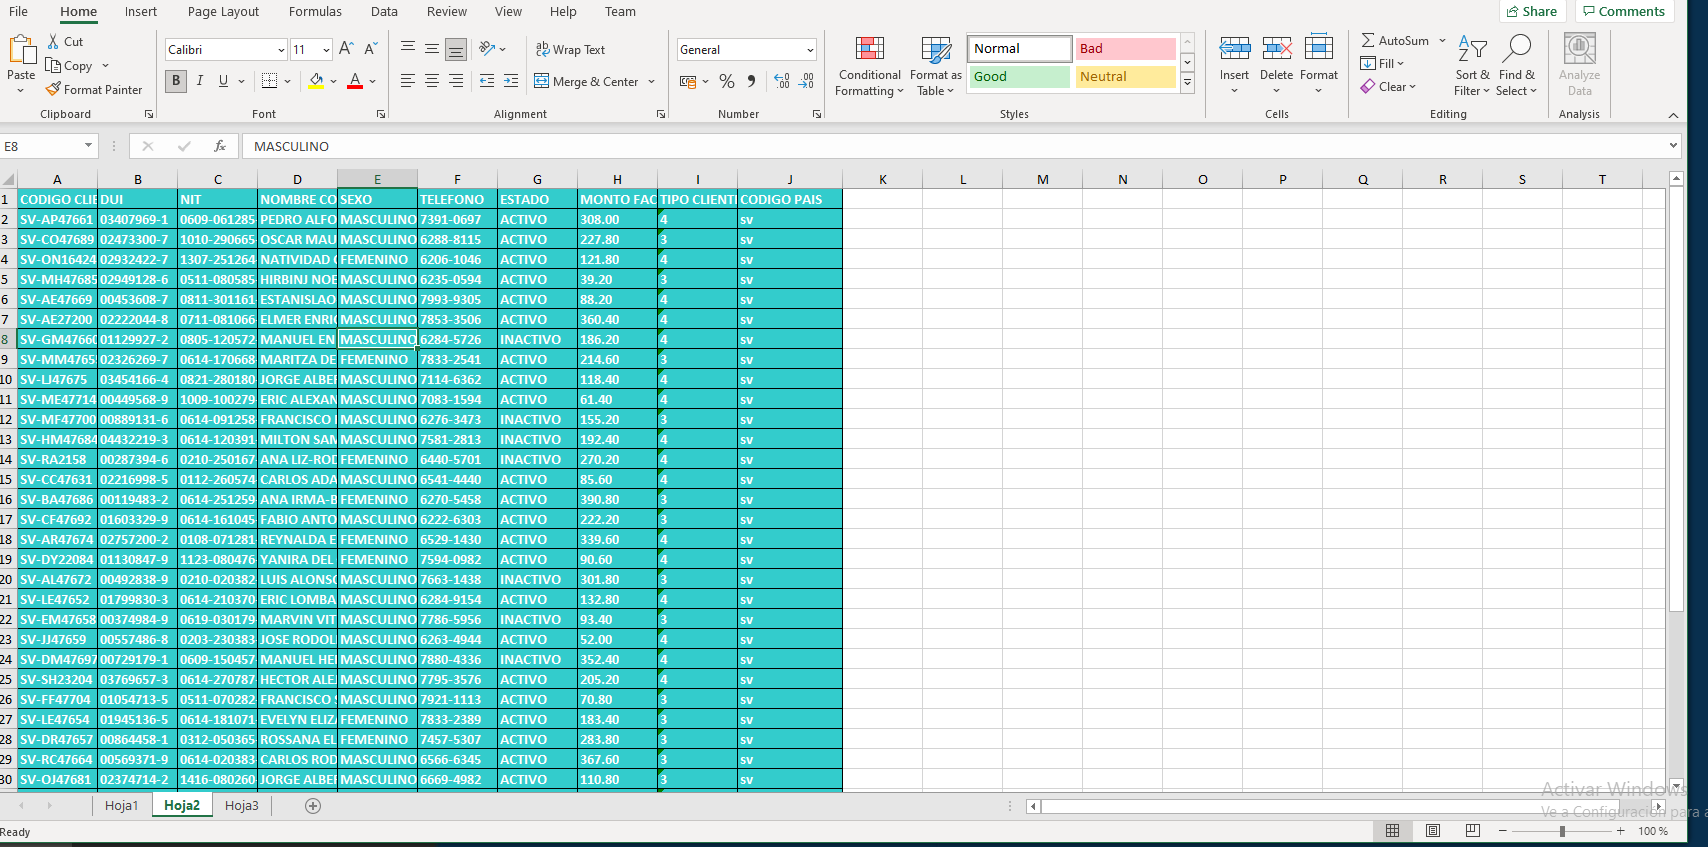 File Home Insert Page Layout Formulas Data Review View Help Team Share Comments
Cut
Copy
Format Painter
Paste
Clipboard
Calibri 11
B I U
Font
Wrap Text
Merge & Center
Alignment
General
Number
Conditional Formatting
Format as Table
Normal Bad
Good Neutral
Styles
Insert Delete Format
Cells
AutoSum
Fill
Clear
Sort & Filter
Find & Select
Editing
Analyze Data
Analysis
E8 fx MASCULINO
A B C D E F G H I J K L M N O P Q R S T
1 CODIGO CLIE DUI NIT NOMBRE CO SEXO TELEFONO ESTADO MONTO FAC TIPO CLIENT CODIGO PAIS
2 SV-AP47661 03407969-1 0609-061285- PEDRO ALFO MASCULINO 7391-0697 ACTIVO 308.00 4 sv
3 SV-CO47689 02473300-7 1010-290665- OSCAR MAU MASCULINO 6288-8115 ACTIVO 227.80 3 sv
4 SV-ON16424 02932422-7 1307-251264- NATIVIDAD FEMENINO 6206-1046 ACTIVO 121.80 4 sv
5 SV-MH47685 02949128-6 0511-080585- HIRBINJ NOE MASCULINO 6235-0594 ACTIVO 39.20 3 sv
6 SV-AE47669 00453608-7 0811-301161- ESTANISLAO MASCULINO 7993-9305 ACTIVO 88.20 4 sv
7 SV-AE27200 02222044-8 0711-081066- ELMER ENRI MASCULINO 7853-3506 ACTIVO 360.40 4 sv
8 SV-GM47660 01129927-2 0805-120572- MANUEL EN MASCULINO 6284-5726 INACTIVO 186.20 4 sv
9 SV-MM4765 02326269-7 0614-170668- MARITZA DE FEMENINO 7833-2541 ACTIVO 214.60 3 sv
10 SV-LI47675 03454166-4 0821-280180- JORGE ALBE MASCULINO 7114-6362 ACTIVO 118.40 4 sv
11 SV-ME47714 00449568-9 1009-100279- ERIC ALEXAN MASCULINO 7083-1594 ACTIVO 61.40 4 sv
12 SV-MF47700 00889131-6 0614-091258- FRANCISCO MASCULINO 6276-3473 INACTIVO 155.20 3 sv
13 SV-HM47684 04432219-3 0614-120391- MILTON SAM MASCULINO 7581-2813 INACTIVO 192.40 4 sv
14 SV-RA2158 00287394-6 0210-250167- ANA LIZ-ROD FEMENINO 6440-5701 INACTIVO 270.20 4 sv
15 SV-CC47631 02216998-5 0112-260574- CARLOS ADA MASCULINO 6541-4440 ACTIVO 85.60 4 sv
16 SV-BA47686 00119483-2 0614-251259- ANA IRMA-B FEMENINO 6270-5458 ACTIVO 390.80 3 sv
17 SV-CF47692 01603329-9 0614-161045- FABIO ANTO MASCULINO 6222-6303 ACTIVO 222.20 3 sv
18 SV-AR47674 02757200-2 0108-071281- REYNALDA E FEMENINO 6529-1430 ACTIVO 339.60 4 sv
19 SV-DY22084 01130847-9 1123-080476- YANIRA DEL FEMENINO 7594-0982 ACTIVO 90.60 4 sv
20 SV-AL47672 00492838-9 0210-020382- LUIS ALONS MASCULINO 7663-1438 INACTIVO 301.80 3 sv
21 SV-LE47652 01799830-3 0614-210370- ERIC LOMBA MASCULINO 6284-9154 ACTIVO 132.80 4 sv
22 SV-EM47658 00374984-9 0619-030179- MARVIN VIT MASCULINO 7786-5956 INACTIVO 93.40 3 sv
23 SV-JJ47659 00557486-8 0203-230383- JOSE RODOL MASCULINO 6263-4944 ACTIVO 52.00 4 sv
24 SV-DM47697 00729179-1 0609-150457- MANUEL HE MASCULINO 7880-4336 INACTIVO 352.40 4 sv
25 SV-SH23204 03769657-3 0614-270787- HECTOR ALE MASCULINO 7795-3576 ACTIVO 205.20 4 sv
26 SV-FF47704 01054713-5 0511-070282- FRANCISCO MASCULINO 7921-1113 ACTIVO 70.80 3 sv
27 SV-LE47654 01945136-5 0614-181071- EVELYN ELIZ FEMENINO 7833-2389 ACTIVO 183.40 3 sv
28 SV-DR47657 00864458-1 0312-050365- ROSSANA EL FEMENINO 7457-5307 ACTIVO 283.80 3 sv
29 SV-RC47664 00569371-9 0614-020383- CARLOS ROD MASCULINO 6566-6345 ACTIVO 367.60 3 sv
30 SV-OJ47681 02374714-2 1416-080260- JORGE ALBE MASCULINO 6669-4982 ACTIVO 110.80 3 sv
Activar Windows
Ve a Configuración para a
Hoja1 Hoja2 Hoja3
Ready 100 %